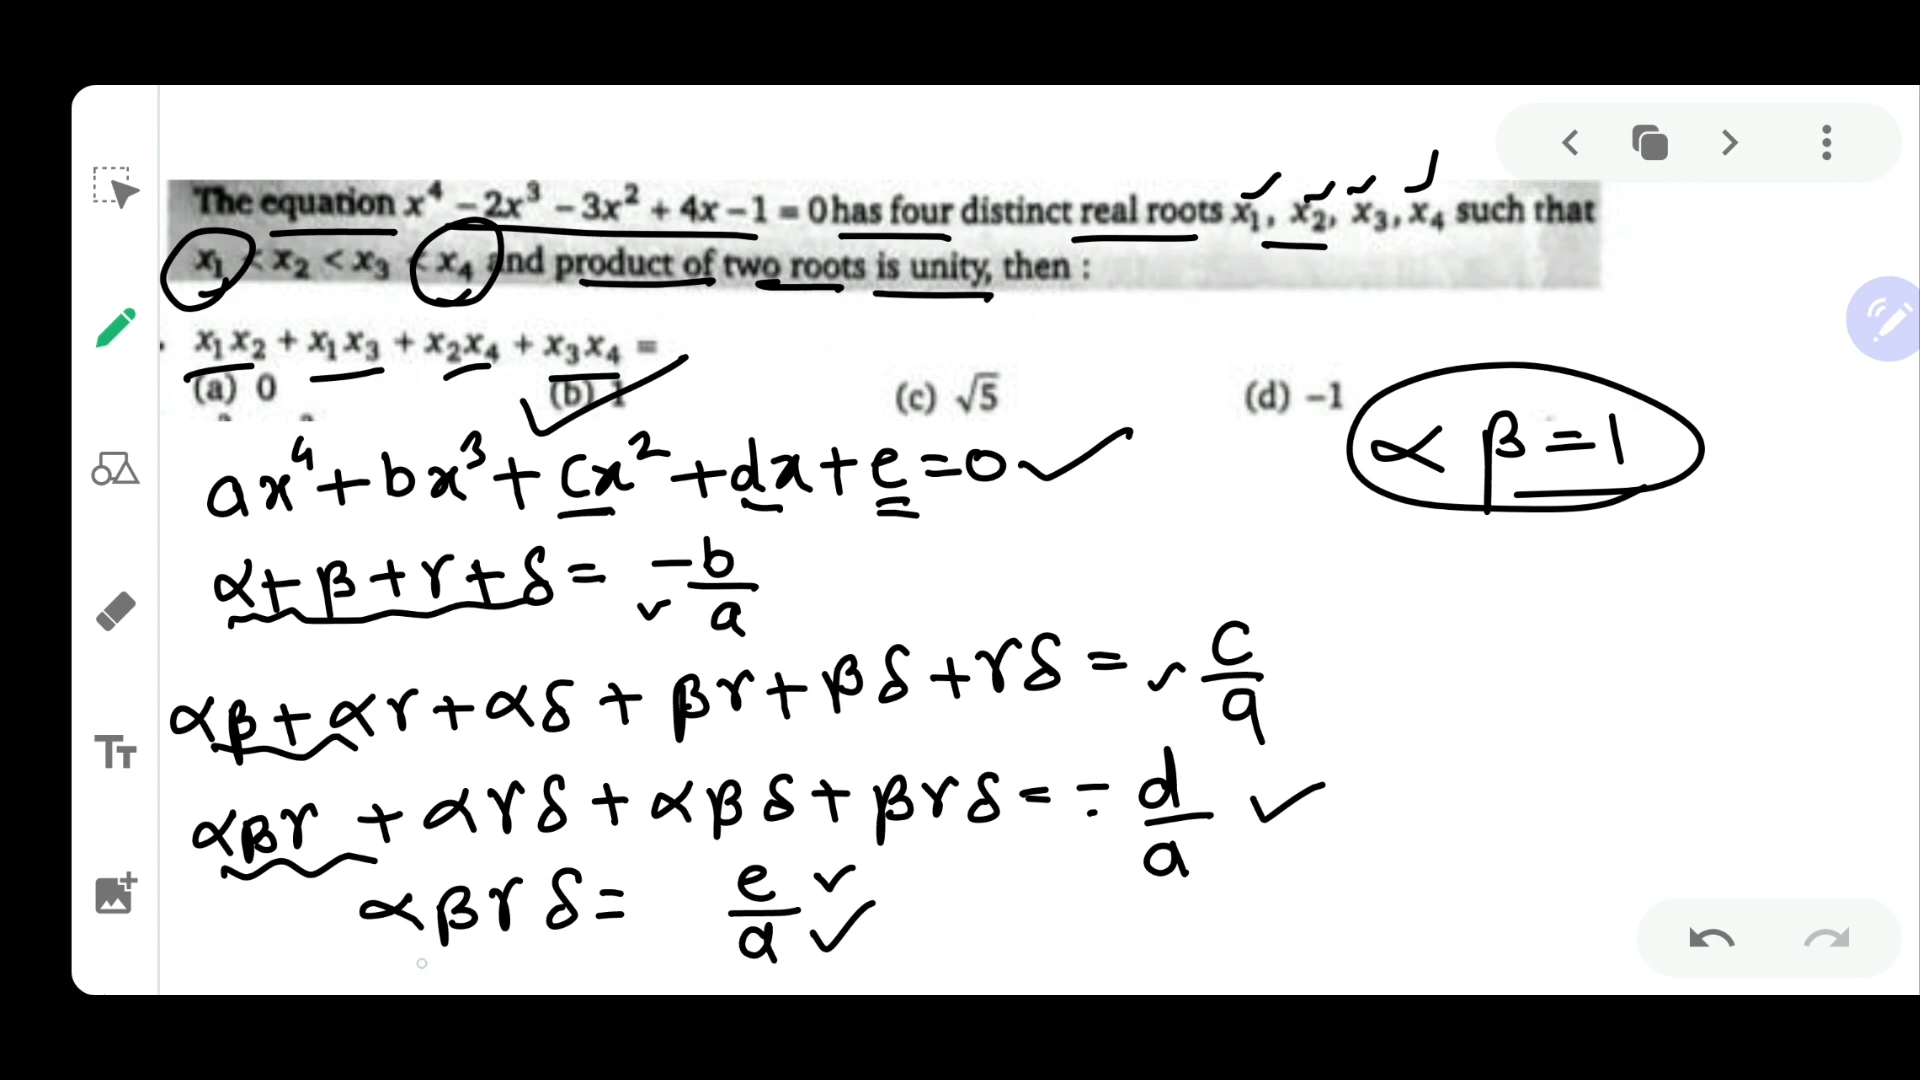 The equation x⁴ − 2x³ − 3x² + 4x − 1 = 0 has four distinct real roots x₁, x₂, x₃, x₄ such that
x₁ < x₂ < x₃ < x₄ and product of two roots is unity, then :
x₁x₂ + x₁x₃ + x₂x₄ + x₃x₄ =
(a) 0 (b) 1 (c) √5 (d) −1
αβ = 1
ax⁴ + bx³ + cx² + dx + e = 0
α + β + γ + δ = −b/a
αβ + αγ + αδ + βγ + βδ + γδ = c/a
αβγ + αγδ + αβδ + βγδ = − d/a
αβγδ = e/a
Tт